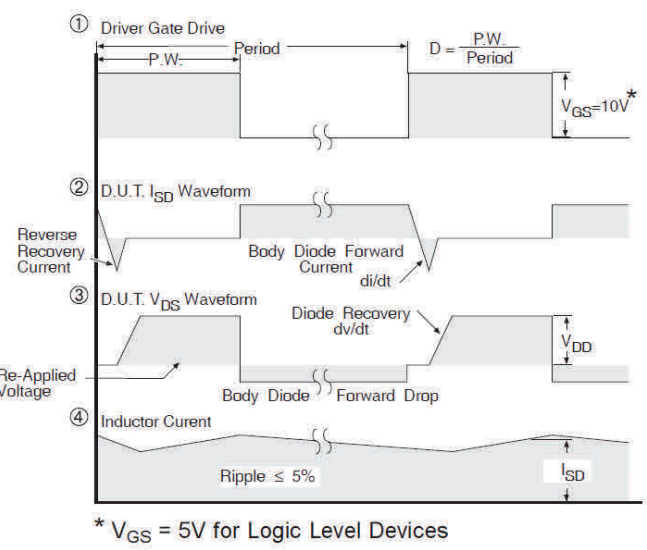 ① Driver Gate Drive
P.W.
Period
D = P.W.
Period
V_GS=10V*
② D.U.T. I_SD Waveform
Reverse
Recovery
Current
Body Diode Forward
Current
di/dt
③ D.U.T. V_DS Waveform
Diode Recovery
dv/dt
V_DD
Re-Applied
Voltage
Body Diode Forward Drop
④ Inductor Curent
Ripple ≤ 5%
I_SD
* V_GS = 5V for Logic Level Devices